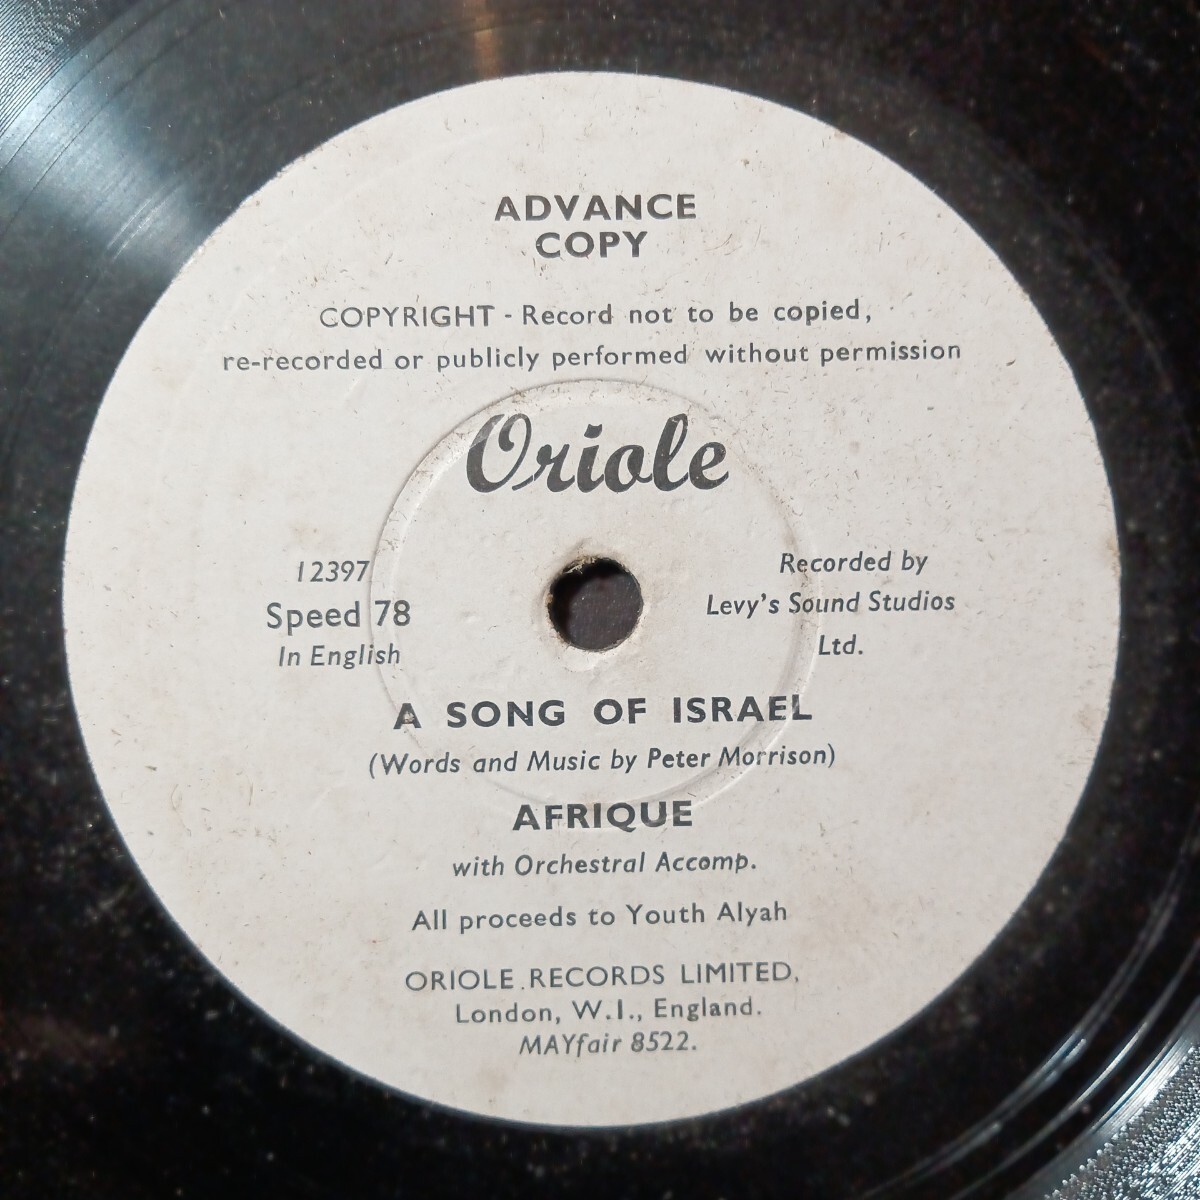 ADVANCE
COPY
COPYRIGHT - Record not to be copied,
re-recorded or publicly performed without permission
Oriole
12397
Speed 78
In English
Recorded by
Levy's Sound Studios
Ltd.
A SONG OF ISRAEL
(Words and Music by Peter Morrison)
AFRIQUE
with Orchestral Accomp.
All proceeds to Youth Alyah
ORIOLE RECORDS LIMITED,
London, W.1., England.
MAYfair 8522.